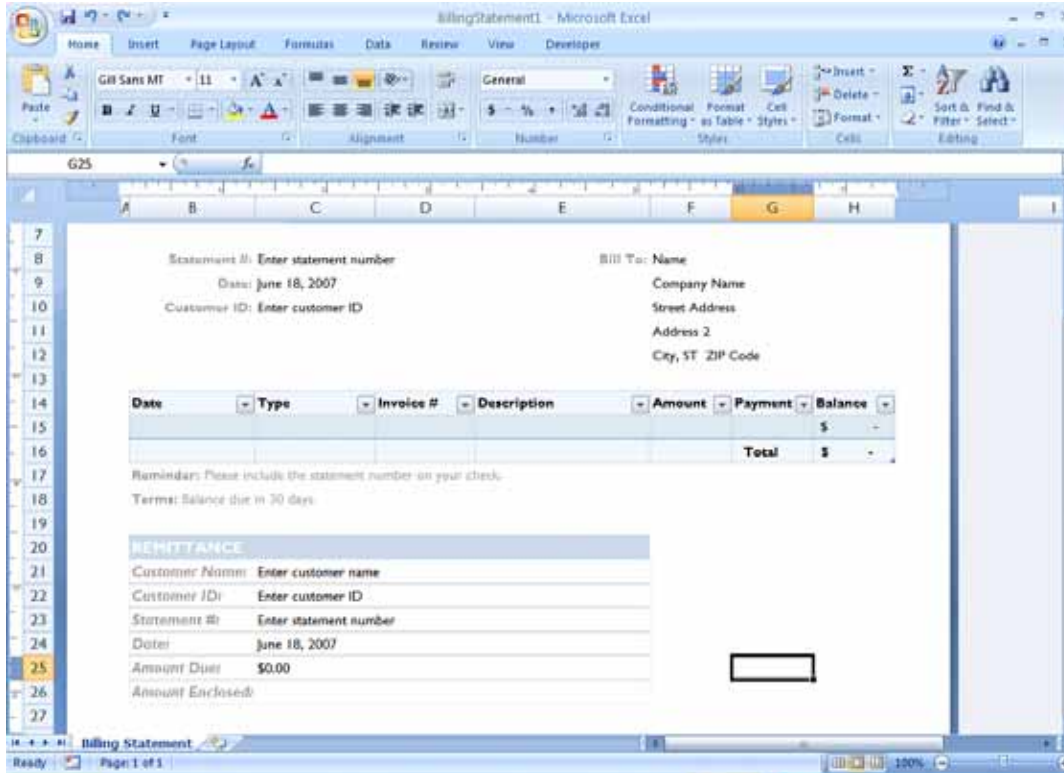 BillingStatement1 - Microsoft Excel
Home Insert Page Layout Formulas Data Review View Developer
Paste
Gill Sans MT 11 A A
General
Conditional Formatting Format as Table Cell Styles
Insert
Delete
Format
Σ
Sort & Filter Find & Select
B I U A $ % ,
Clipboard Font Alignment Number Styles Cells Editing
G25 fx
A B C D E F G H I
7
8 Statement #: Enter statement number Bill To: Name
9 Date: June 18, 2007 Company Name
10 Customer ID: Enter customer ID Street Address
11 Address 2
12 City, ST ZIP Code
13
14 Date Type Invoice # Description Amount Payment Balance
15 $ -
16 Total $ -
17 Reminder: Please include the statement number on your check.
18 Terms: Balance due in 30 days.
19
20 REMITTANCE
21 Customer Name: Enter customer name
22 Customer ID: Enter customer ID
23 Statement #: Enter statement number
24 Date: June 18, 2007
25 Amount Due: $0.00
26 Amount Enclosed:
27
Billing Statement
Ready Page: 1 of 1 100%